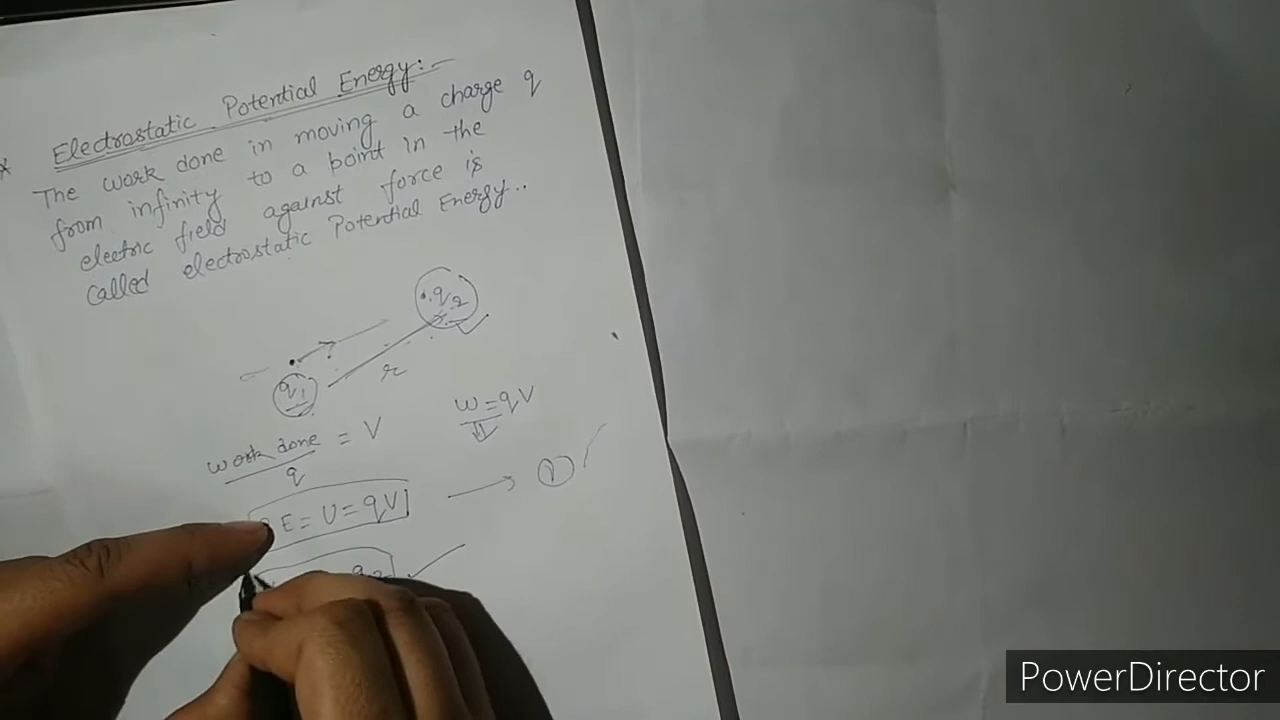 * Electrostatic Potential Energy:-
The work done in moving a charge q
from infinity to a point in the
electric field against force is
called electrostatic Potential Energy..
q₂
q₁
r
work done = V
q
w = qV
E = U = qV
1
q₂
PowerDirector